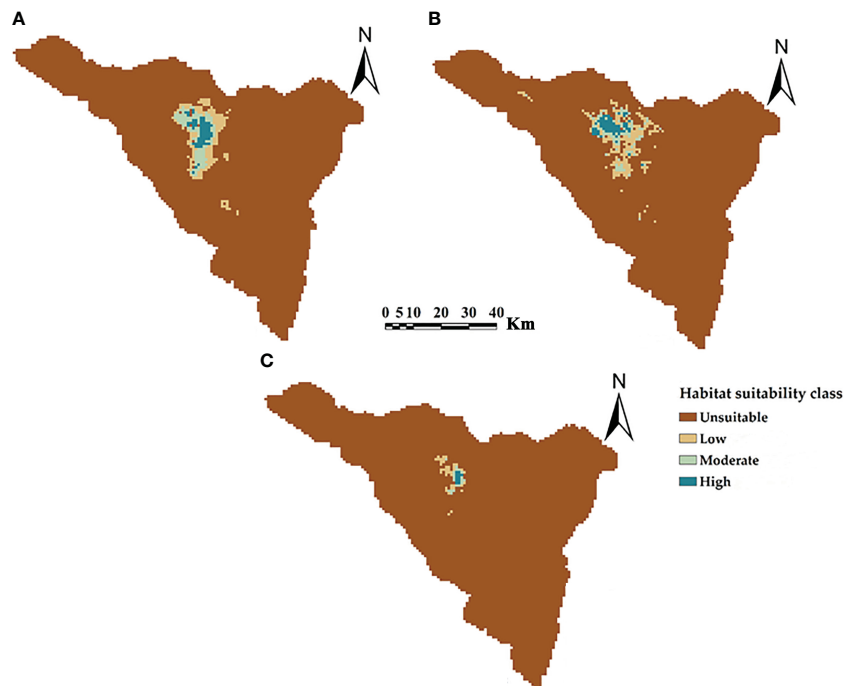 A
B
N
N
0 5 10 20 30 40
Km
C
N
Habitat suitability class
Unsuitable
Low
Moderate
High